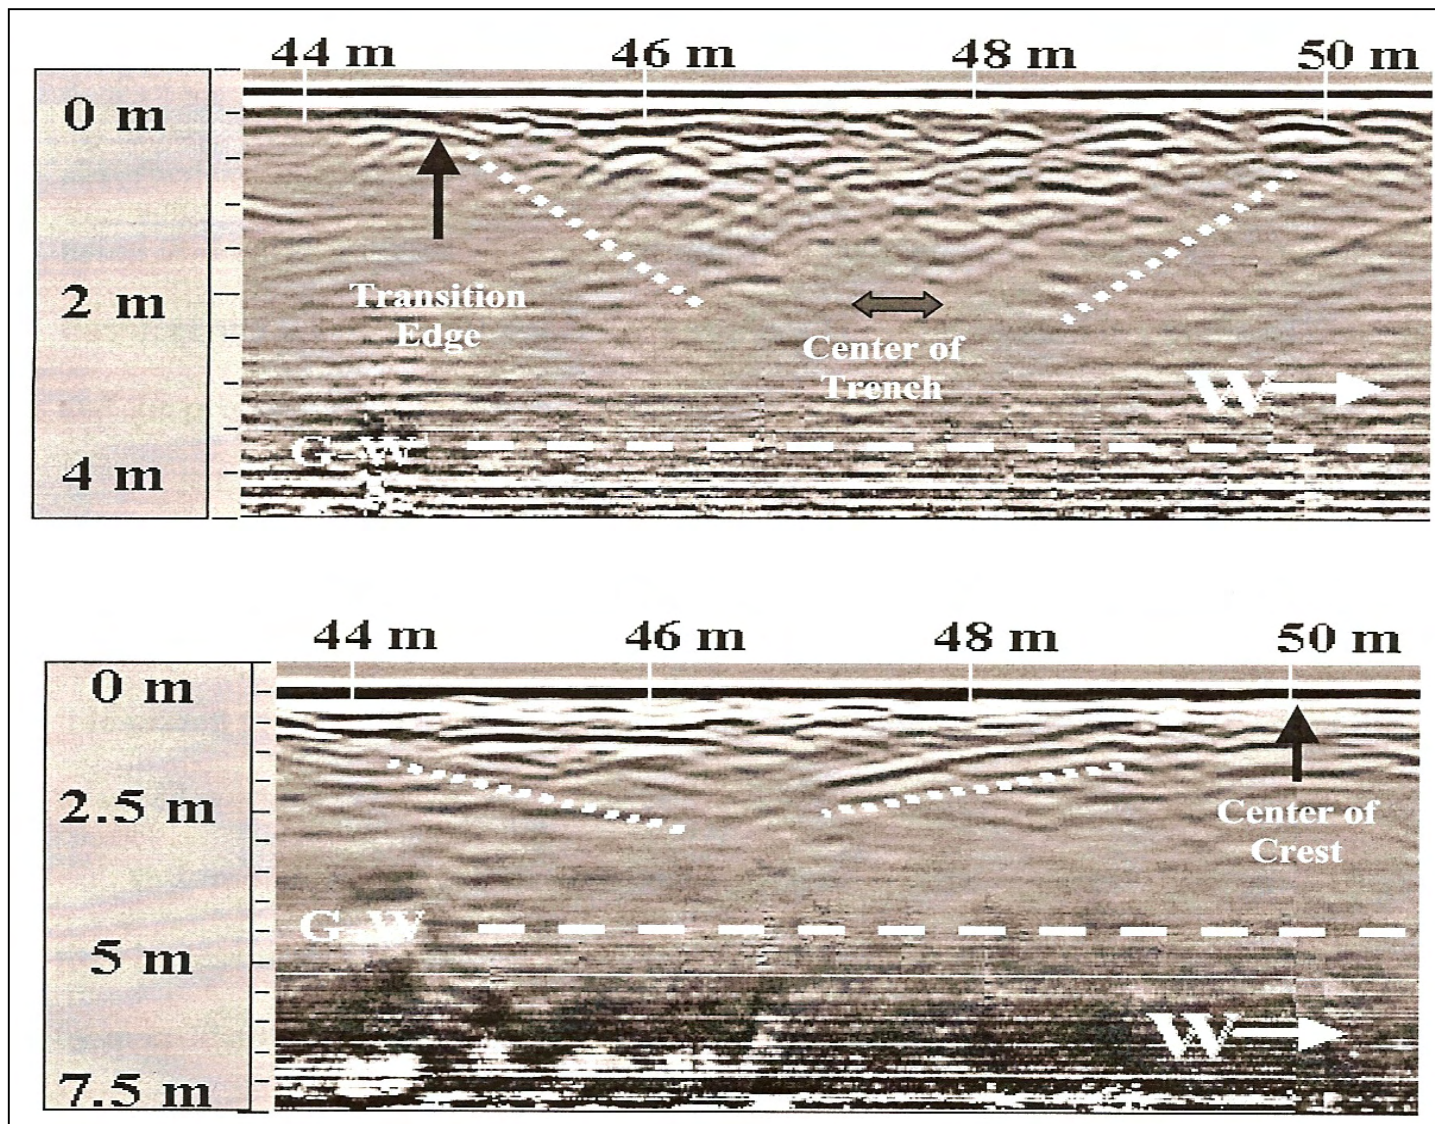 44 m 46 m 48 m 50 m
0 m
2 m
Transition
Edge
Center of
Trench
W
G-W
4 m
44 m 46 m 48 m 50 m
0 m
2.5 m
Center of
Crest
G-W
5 m
W
7.5 m